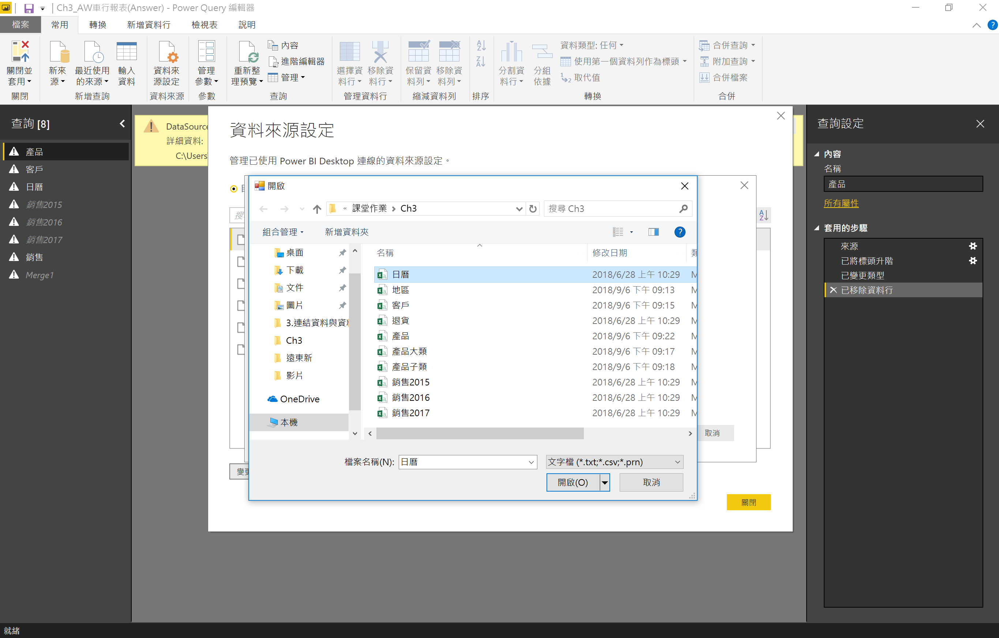 Ch3_AW車行報表(Answer) - Power Query 編輯器
檔案
常用
轉換
新增資料行
檢視表
說明
關閉並
套用
關閉
新來
源
最近使用
的來源
輸入
資料
新增查詢
資料來
源設定
資料來源
管理
參數
參數
重新整
理預覽
內容
進階編輯器
管理
查詢
選擇資
料行
移除資
料行
管理資料行
保留資
料列
移除資
料列
縮減資料列
排序
分割資
料行
分組
依據
資料類型: 任何
使用第一個資料列作為標頭
取代值
轉換
合併查詢
附加查詢
合併檔案
合併
查詢 [8]
產品
客戶
日曆
銷售2015
銷售2016
銷售2017
銷售
Merge1
DataSource
詳細資料:
C:\Users\
資料來源設定
管理已使用 Power BI Desktop 連線的資料來源設定。
開啟
« 課堂作業 › Ch3
搜尋 Ch3
組合管理
新增資料夾
桌面
下載
文件
圖片
3.連結資料與資料
Ch3
遠東新
影片
OneDrive
本機
名稱
修改日期
類
日曆 2018/6/28 上午 10:29
地區 2018/9/6 下午 09:13
客戶 2018/9/6 下午 09:15
退貨 2018/6/28 上午 10:29
產品 2018/9/6 下午 09:22
產品大類 2018/9/6 下午 09:17
產品子類 2018/9/6 下午 09:18
銷售2015 2018/6/28 上午 10:29
銷售2016 2018/6/28 上午 10:29
銷售2017 2018/6/28 上午 10:29
檔案名稱(N): 日曆
文字檔 (*.txt;*.csv;*.prn)
開啟(O)
取消
取消
變更
關閉
查詢設定
內容
名稱
產品
所有屬性
套用的步驟
來源
已將標頭升階
已變更類型
已移除資料行
就緒